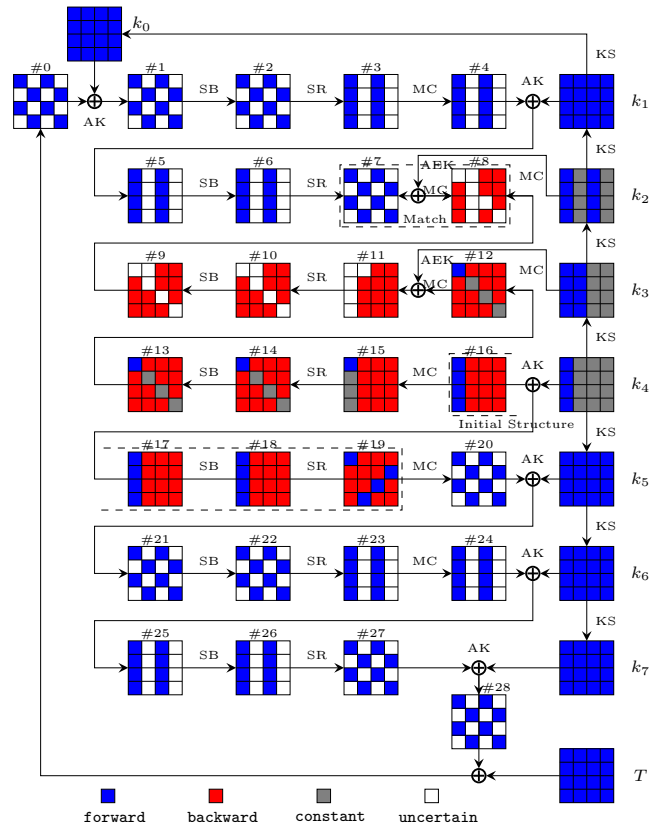 k0
#0 #1 #2 #3 #4
KS
SB SR MC AK
AK
k1
KS
#5 #6 #7 #8
AEK
SB SR MC MC
k2
Match
KS
#9 #10 #11 #12
AEK
SB SR MC MC
k3
KS
#13 #14 #15 #16
SB SR MC AK
k4
Initial Structure
KS
#17 #18 #19 #20
SB SR MC AK
k5
KS
#21 #22 #23 #24
SB SR MC AK
k6
KS
#25 #26 #27
SB SR AK
k7
#28
T
forward backward constant uncertain